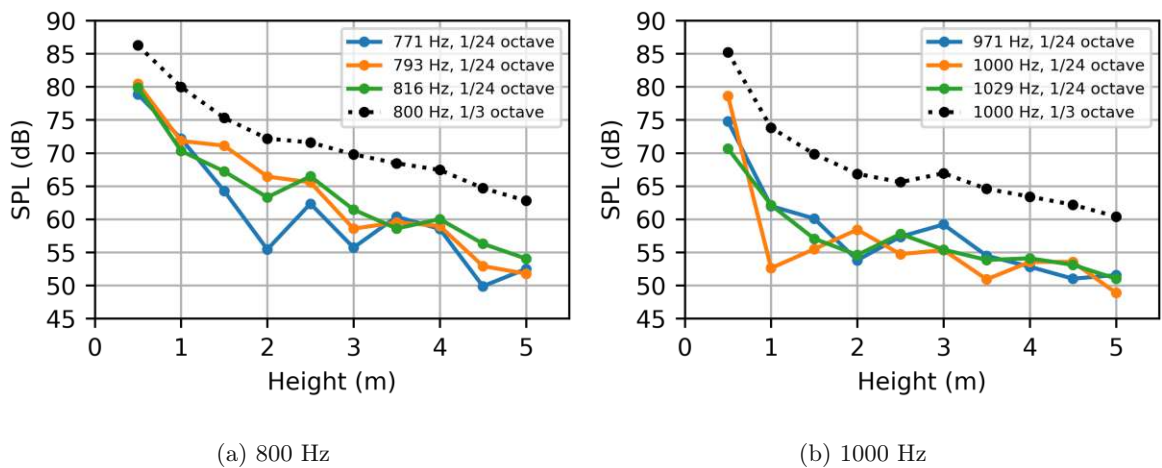 90
85
80
75
70
65
60
55
50
45
SPL (dB)
771 Hz, 1/24 octave
793 Hz, 1/24 octave
816 Hz, 1/24 octave
800 Hz, 1/3 octave
0 1 2 3 4 5
Height (m)
(a) 800 Hz
90
85
80
75
70
65
60
55
50
45
SPL (dB)
971 Hz, 1/24 octave
1000 Hz, 1/24 octave
1029 Hz, 1/24 octave
1000 Hz, 1/3 octave
0 1 2 3 4 5
Height (m)
(b) 1000 Hz